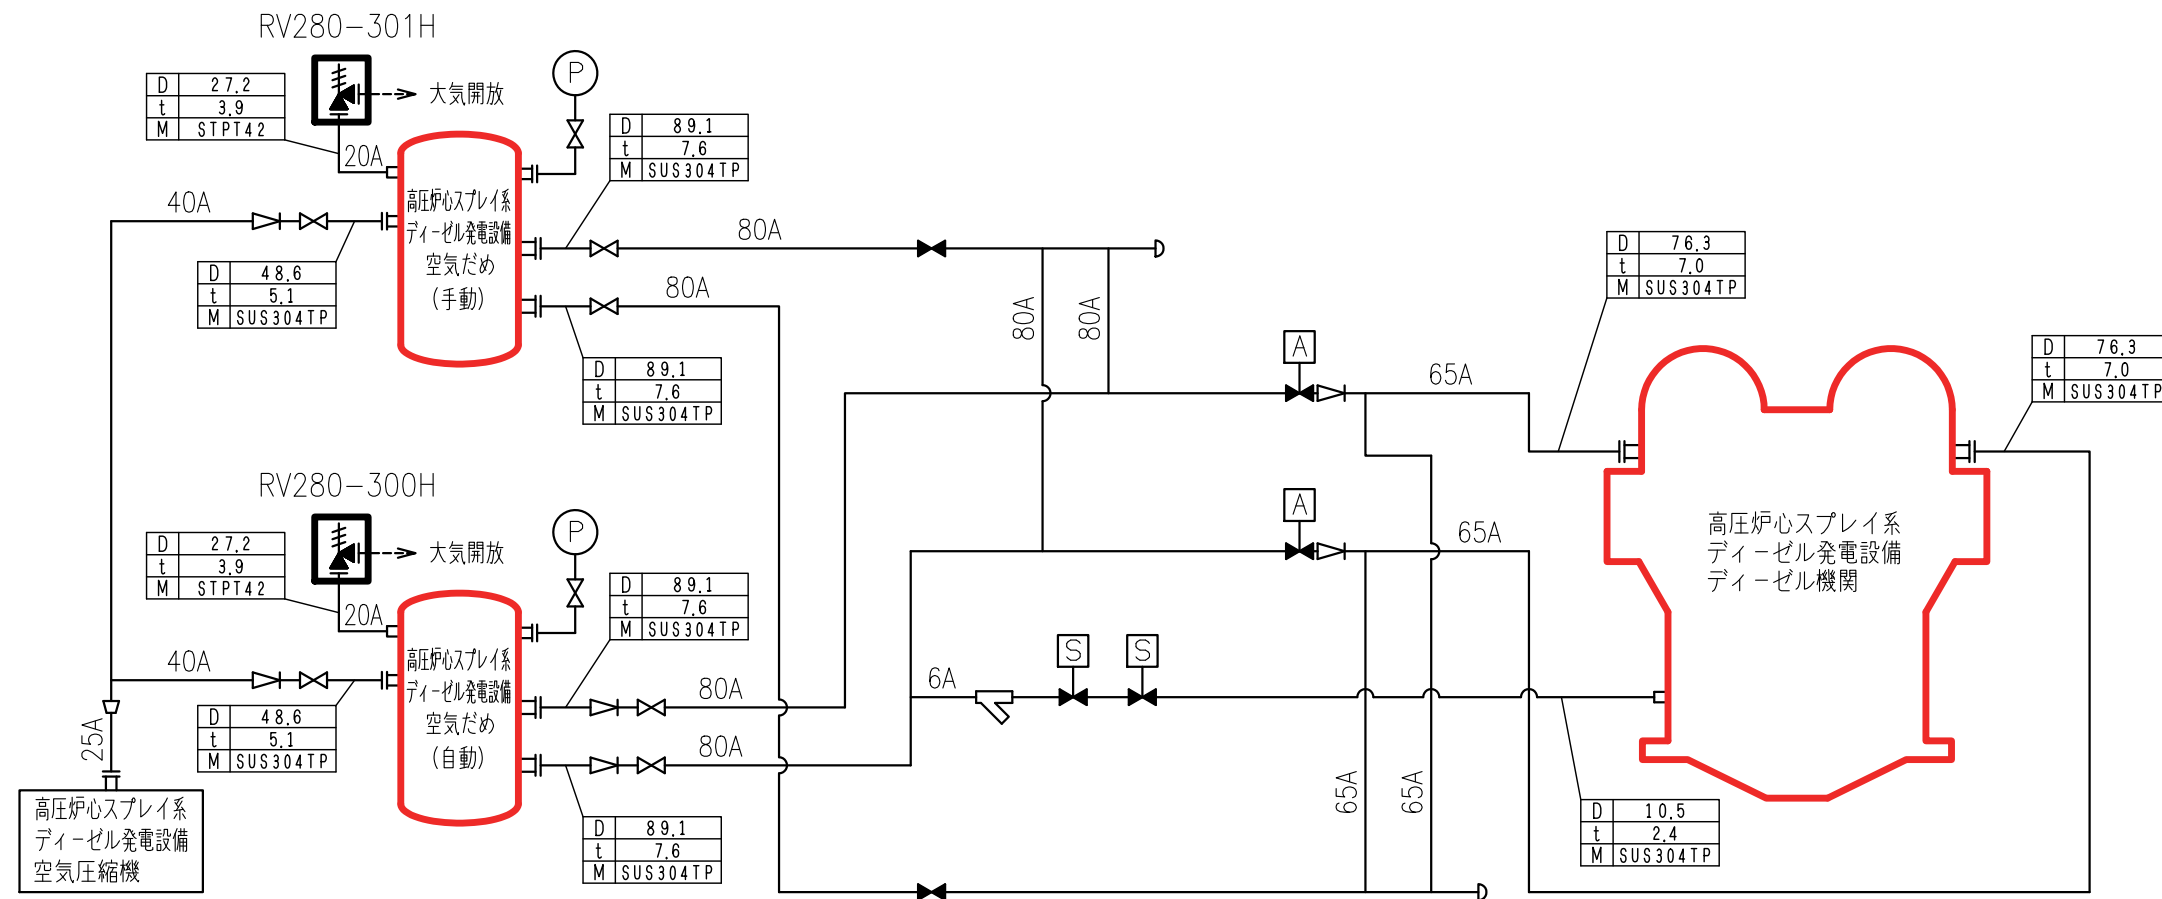 RV280-301H
D 27.2
t 3.9
M STPT42
大気開放
P
20A
D 89.1
t 7.6
M SUS304TP
40A
高圧炉心スプレイ系
ディーゼル発電設備
空気だめ
(手動)
80A
80A
D 48.6
t 5.1
M SUS304TP
D 89.1
t 7.6
M SUS304TP
80A
80A
A
65A
D 76.3
t 7.0
M SUS304TP
D 76.3
t 7.0
M SUS304TP
RV280-300H
D 27.2
t 3.9
M STPT42
大気開放
P
20A
D 89.1
t 7.6
M SUS304TP
A
65A
高圧炉心スプレイ系
ディーゼル発電設備
ディーゼル機関
40A
高圧炉心スプレイ系
ディーゼル発電設備
空気だめ
(自動)
80A
80A
6A
S
S
D 48.6
t 5.1
M SUS304TP
25A
D 89.1
t 7.6
M SUS304TP
65A
65A
D 10.5
t 2.4
M SUS304TP
高圧炉心スプレイ系
ディーゼル発電設備
空気圧縮機